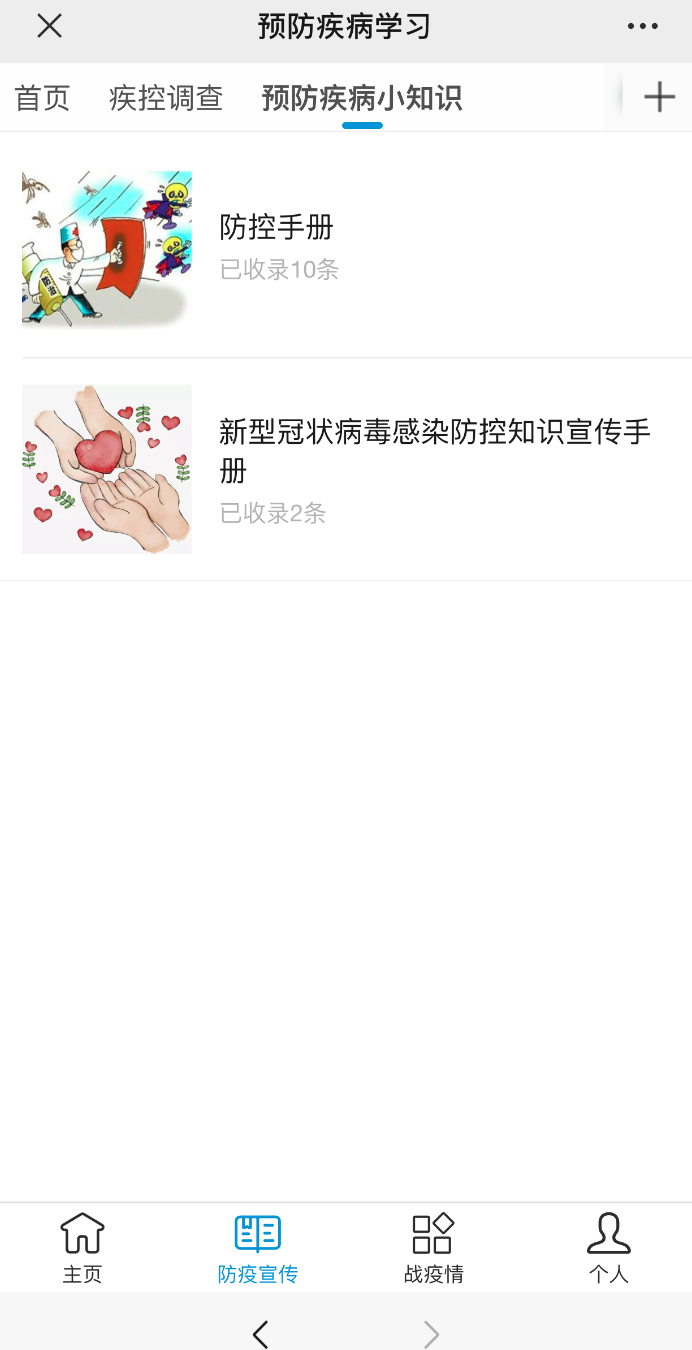 预防疾病学习
首页 疾控调查 预防疾病小知识
防治
防控手册
已收录10条
新型冠状病毒感染防控知识宣传手
册
已收录2条
主页 防疫宣传 战疫情 个人